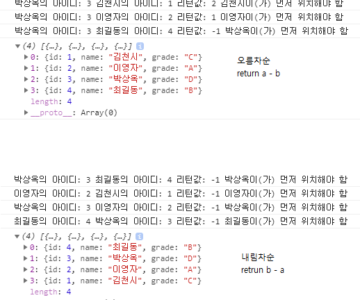 박상옥의 아이디: 3 김천시의 아이디: 1 리턴값: 2 김천시이(가) 먼저 위치해야 함
박상옥의 아이디: 3 이영자의 아이디: 2 리턴값: 1 이영자이(가) 먼저 위치해야 함
박상옥의 아이디: 3 최길동의 아이디: 4 리턴값: -1 박상옥이(가) 먼저 위치해야 함
▼(4) [{…}, {…}, {…}, {…}] i
▶0: {id: 1, name: "김천시", grade: "C"}
▶1: {id: 2, name: "이영자", grade: "A"}
▶2: {id: 3, name: "박상옥", grade: "D"}
▶3: {id: 4, name: "최길동", grade: "B"}
length: 4
▶__proto__: Array(0)
오름차순
return a - b
박상옥의 아이디: 3 최길동의 아이디: 4 리턴값: -1 박상옥이(가) 먼저 위치해야 함
이영자의 아이디: 2 김천시의 아이디: 1 리턴값: -1 이영자이(가) 먼저 위치해야 함
이영자의 아이디: 2 박상옥의 아이디: 3 리턴값: -1 이영자이(가) 먼저 위치해야 함
최길동의 아이디: 4 박상옥의 아이디: 3 리턴값: -1 최길동이(가) 먼저 위치해야 함
▼(4) [{…}, {…}, {…}, {…}] i
▶0: {id: 4, name: "최길동", grade: "B"}
▶1: {id: 3, name: "박상옥", grade: "D"}
▶2: {id: 2, name: "이영자", grade: "A"}
▶3: {id: 1, name: "김천시", grade: "C"}
length: 4
내림차순
retrun b - a